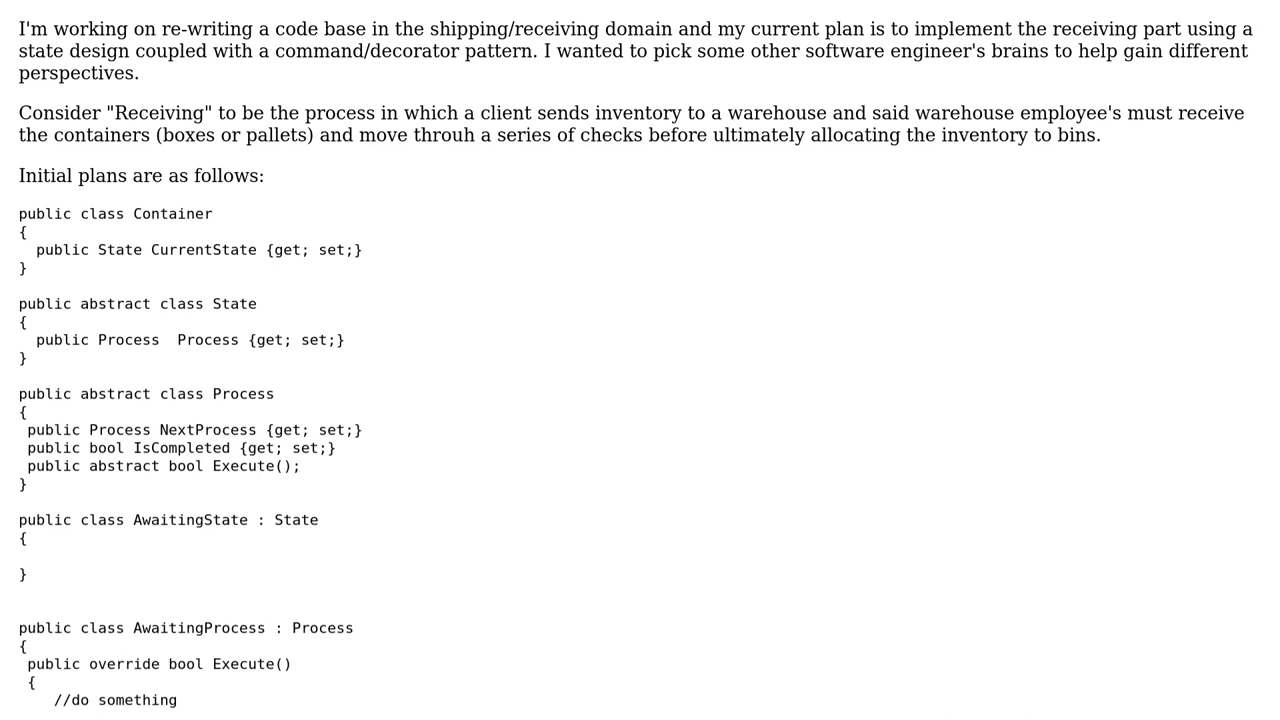 I'm working on re-writing a code base in the shipping/receiving domain and my current plan is to implement the receiving part using a
state design coupled with a command/decorator pattern. I wanted to pick some other software engineer's brains to help gain different
perspectives.
Consider "Receiving" to be the process in which a client sends inventory to a warehouse and said warehouse employee's must receive
the containers (boxes or pallets) and move throuh a series of checks before ultimately allocating the inventory to bins.
Initial plans are as follows:
public class Container
{
  public State CurrentState {get; set;}
}
public abstract class State
{
  public Process  Process {get; set;}
}
public abstract class Process
{
 public Process NextProcess {get; set;}
 public bool IsCompleted {get; set;}
 public abstract bool Execute();
}
public class AwaitingState : State
{
}
public class AwaitingProcess : Process
{
 public override bool Execute()
 {
    //do something